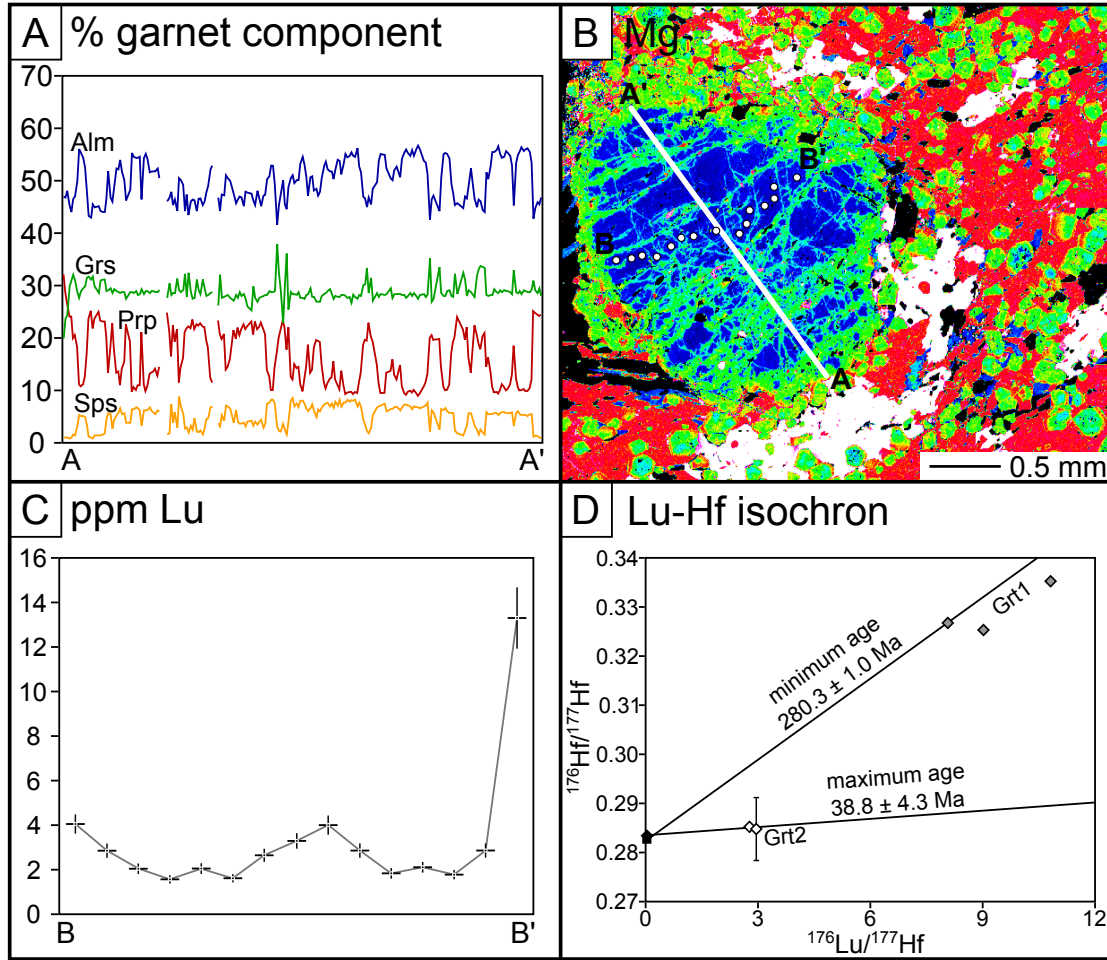 A % garnet component
70
60
50
40
30
20
10
0
Alm
Grs
Prp
Sps
A A'
B Mg
A'
B'
B
A
0.5 mm
C ppm Lu
16
14
12
10
8
6
4
2
0
B B'
D Lu-Hf isochron
0.34
0.33
0.32
0.31
0.30
0.29
0.28
0.27
¹⁷⁶Hf/¹⁷⁷Hf
minimum age
280.3 ± 1.0 Ma
Grt1
maximum age
38.8 ± 4.3 Ma
Grt2
0 3 6 9 12
¹⁷⁶Lu/¹⁷⁷Hf